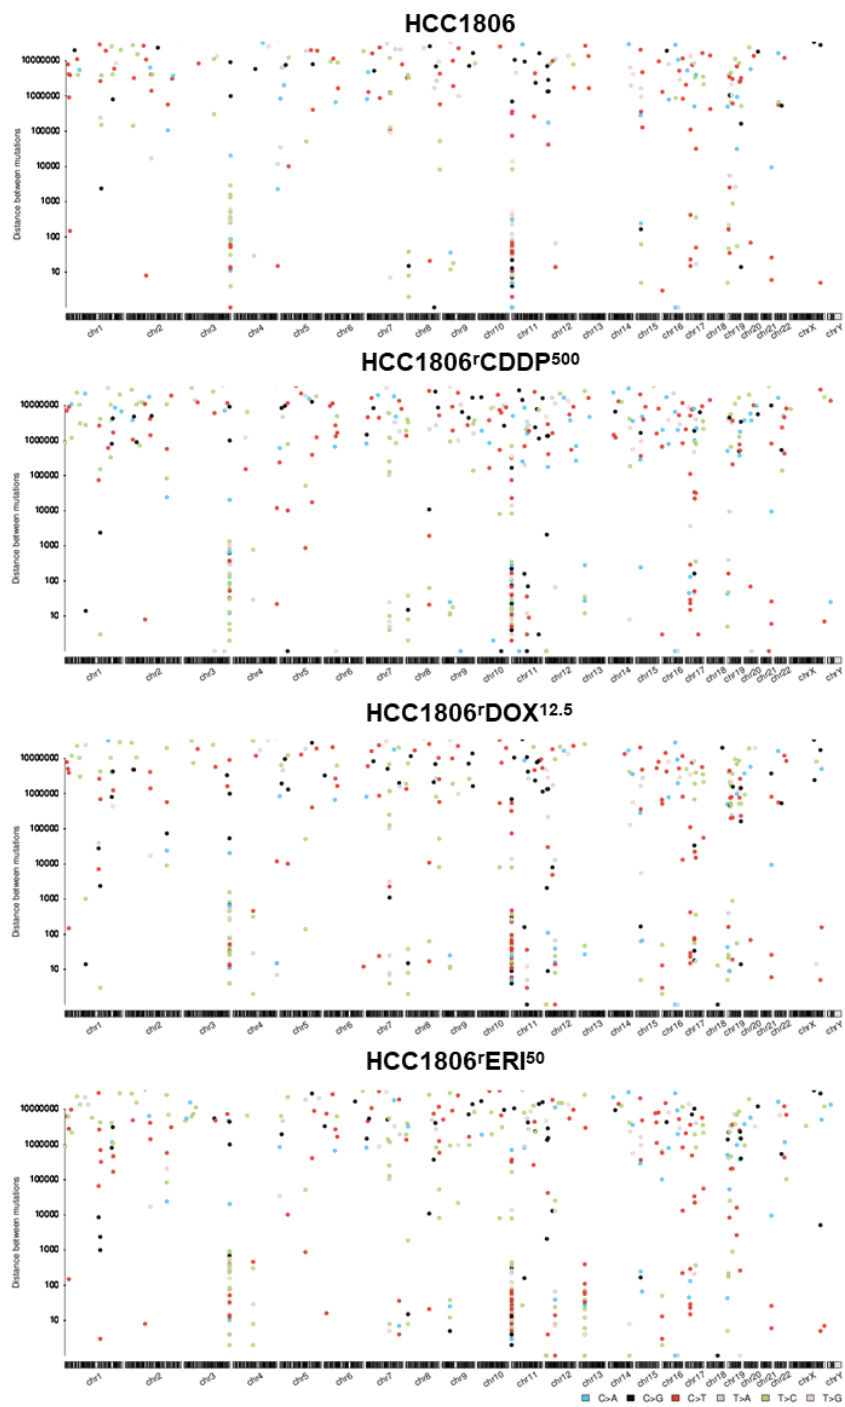 HCC1806
Distance between mutations
10000000
1000000
100000
10000
1000
100
10
chr1 chr2 chr3 chr4 chr5 chr6 chr7 chr8 chr9 chr10 chr11 chr12 chr13 chr14 chr15 chr16 chr17 chr18 chr19 chr20 chr21 chr22 chrX chrY
HCC1806rCDDP500
Distance between mutations
10000000
1000000
100000
10000
1000
100
10
chr1 chr2 chr3 chr4 chr5 chr6 chr7 chr8 chr9 chr10 chr11 chr12 chr13 chr14 chr15 chr16 chr17 chr18 chr19 chr20 chr21 chr22 chrX chrY
HCC1806rDOX12.5
Distance between mutations
10000000
1000000
100000
10000
1000
100
10
chr1 chr2 chr3 chr4 chr5 chr6 chr7 chr8 chr9 chr10 chr11 chr12 chr13 chr14 chr15 chr16 chr17 chr18 chr19 chr20 chr21 chr22 chrX chrY
HCC1806rERI50
Distance between mutations
10000000
1000000
100000
10000
1000
100
10
chr1 chr2 chr3 chr4 chr5 chr6 chr7 chr8 chr9 chr10 chr11 chr12 chr13 chr14 chr15 chr16 chr17 chr18 chr19 chr20 chr21 chr22 chrX chrY
C>A C>G C>T T>A T>C T>G